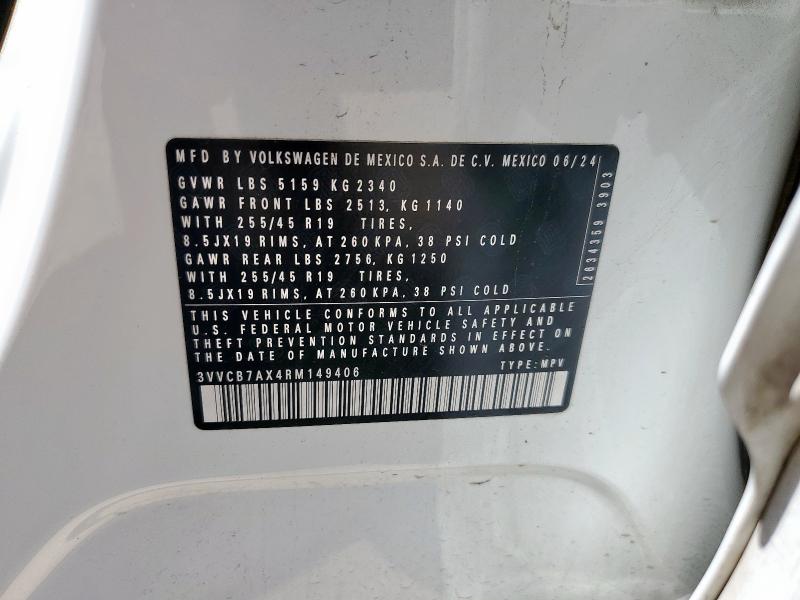 MFD BY VOLKSWAGEN DE MEXICO S.A. DE C.V. MEXICO 06/24
GVWR LBS 5159 KG 2340
GAWR FRONT LBS 2513, KG 1140
WITH 255/45 R19 TIRES,
8.5JX19 RIMS, AT 260 KPA, 38 PSI COLD
GAWR REAR LBS 2756, KG 1250
WITH 255/45 R19 TIRES,
8.5JX19 RIMS, AT 260 KPA, 38 PSI COLD
THIS VEHICLE CONFORMS TO ALL APPLICABLE
U.S. FEDERAL MOTOR VEHICLE SAFETY AND
THEFT PREVENTION STANDARDS IN EFFECT ON
THE DATE OF MANUFACTURE SHOWN ABOVE.
3VVCB7AX4RM149406 TYPE: MPV
2634359 3903